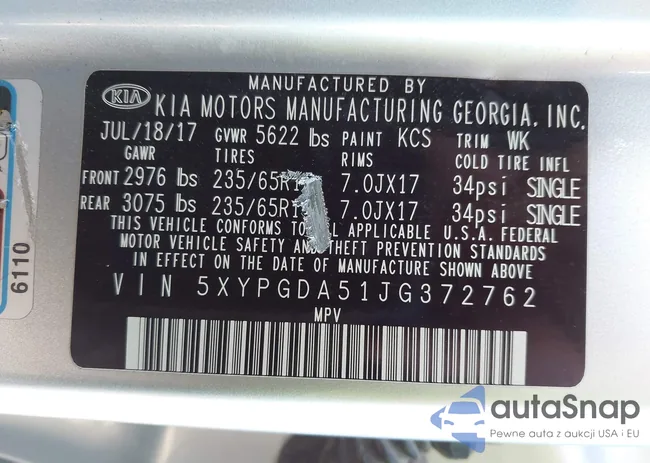 MANUFACTURED BY
KIA KIA MOTORS MANUFACTURING GEORGIA, INC.
JUL/18/17 GVWR 5622 lbs PAINT KCS TRIM WK
GAWR TIRES RIMS COLD TIRE INFL
FRONT 2976 lbs 235/65R 7.0JX17 34psi SINGLE
REAR 3075 lbs 235/65R 7.0JX17 34psi SINGLE
THIS VEHICLE CONFORMS TO ALL APPLICABLE U.S.A. FEDERAL
MOTOR VEHICLE SAFETY AND THEFT PREVENTION STANDARDS
IN EFFECT ON THE DATE OF MANUFACTURE SHOWN ABOVE.
VIN 5XYPGDA51JG372762
MPV
6110
autaSnap
Pewne auta z aukcji USA i EU